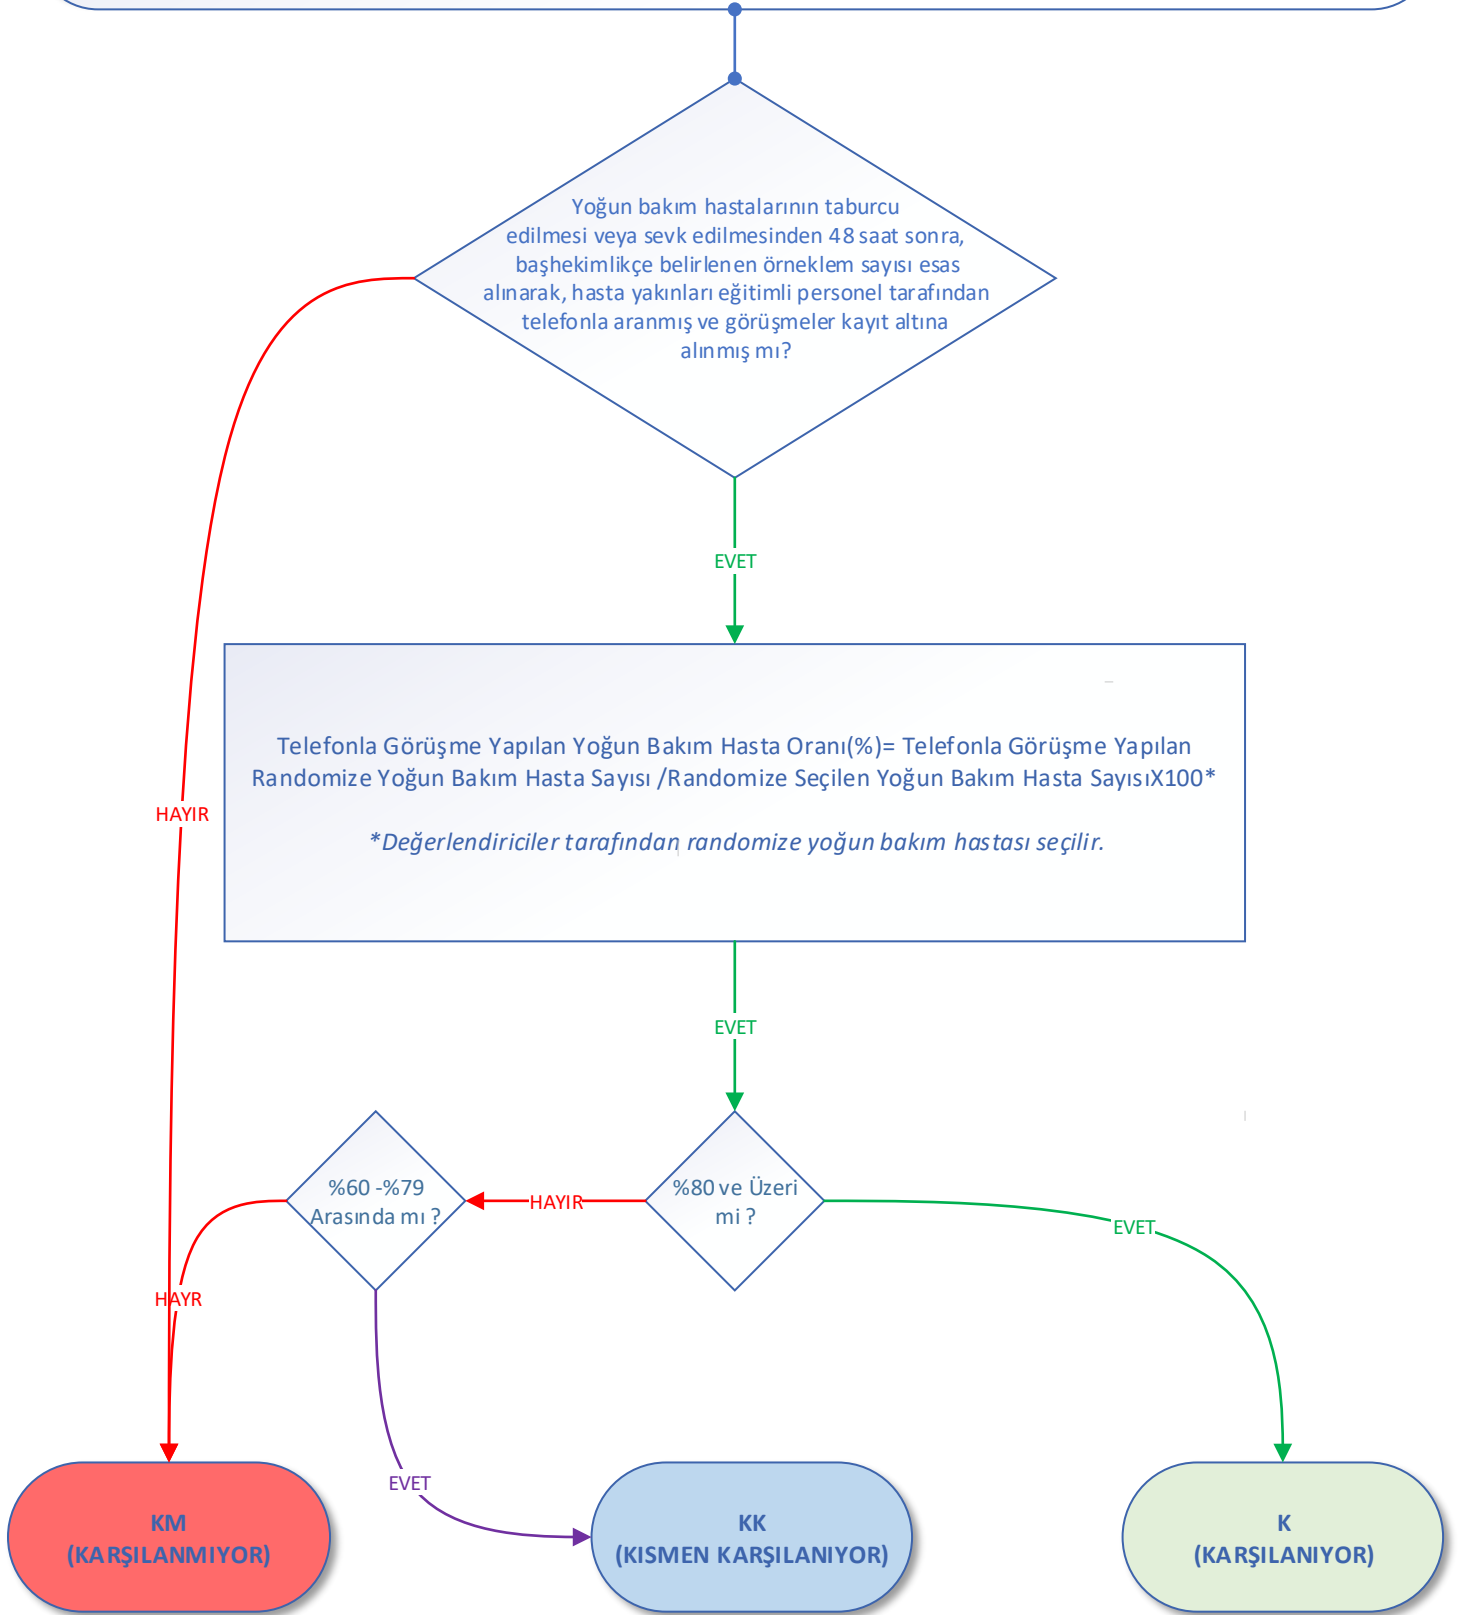 Yoğun bakım hastalarının taburcu
edilmesi veya sevk edilmesinden 48 saat sonra,
başhekimlikçe belirlenen örneklem sayısı esas
alınarak, hasta yakınları eğitimli personel tarafından
telefonla aranmış ve görüşmeler kayıt altına
alınmış mı?
EVET
Telefonla Görüşme Yapılan Yoğun Bakım Hasta Oranı(%)= Telefonla Görüşme Yapılan
Randomize Yoğun Bakım Hasta Sayısı /Randomize Seçilen Yoğun Bakım Hasta SayısıX100*
HAYIR
*Değerlendiriciler tarafından randomize yoğun bakım hastası seçilir.
EVET
%60 -%79
Arasında mı ?
HAYIR
%80 ve Üzeri
mi ?
EVET
HAYR
EVET
KM
(KARŞILANMIYOR)
KK
(KISMEN KARŞILANIYOR)
K
(KARŞILANIYOR)